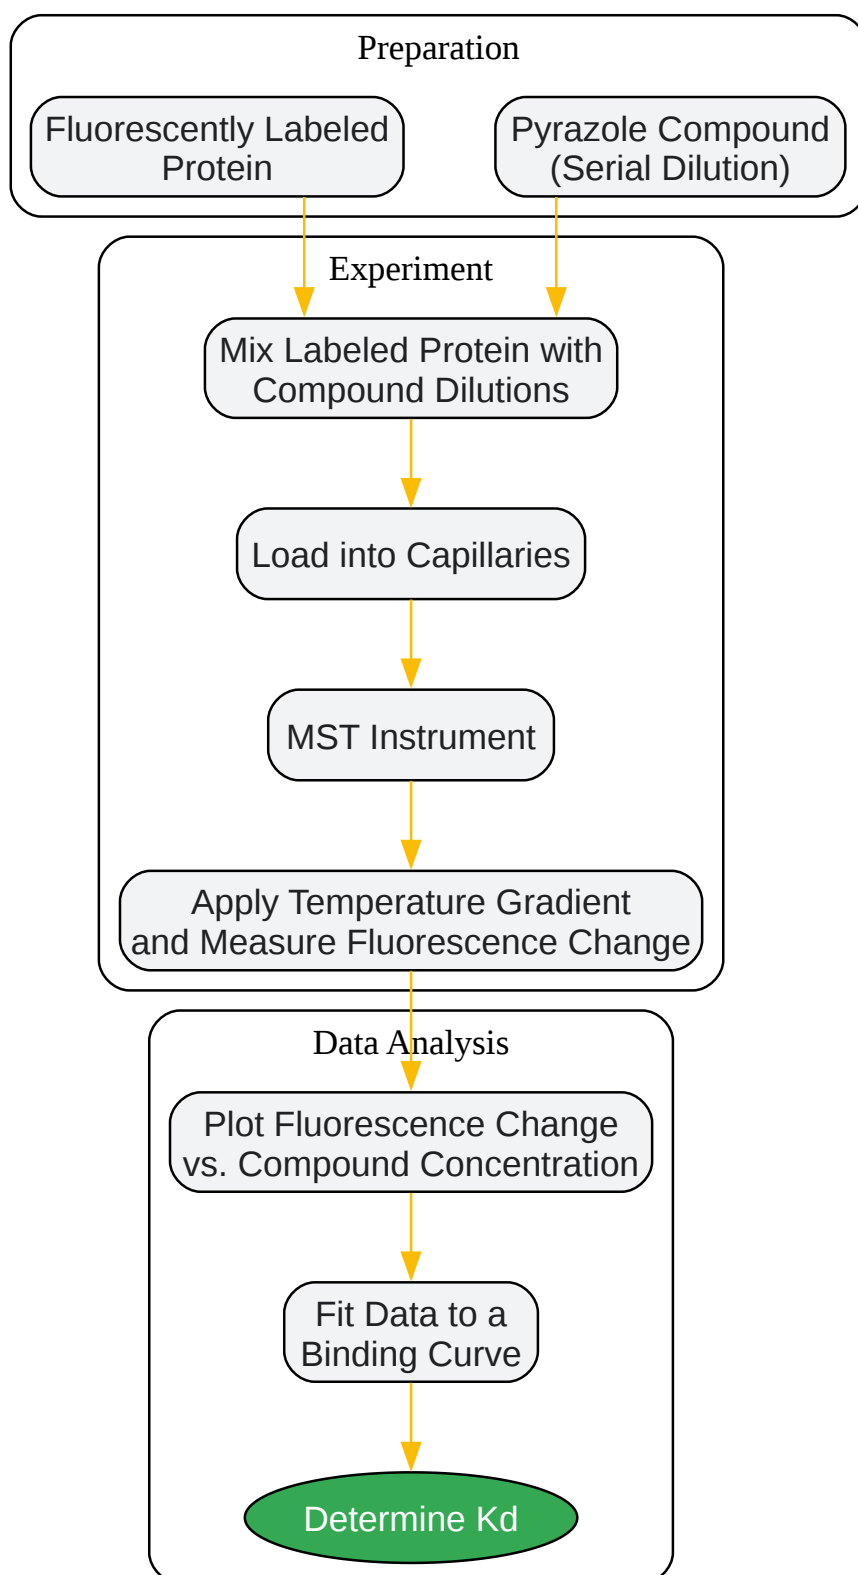 Preparation
Fluorescently Labeled
Protein
Pyrazole Compound
(Serial Dilution)
Experiment
Mix Labeled Protein with
Compound Dilutions
Load into Capillaries
MST Instrument
Apply Temperature Gradient
and Measure Fluorescence Change
Data Analysis
Plot Fluorescence Change
vs. Compound Concentration
Fit Data to a
Binding Curve
Determine Kd